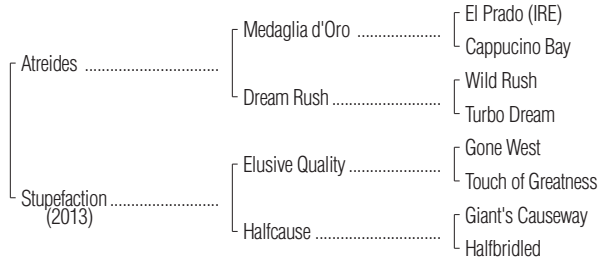 El Prado (IRE)
Medaglia d'Oro ....................
Cappucino Bay
Atreides ................................
Wild Rush
Dream Rush ..........................
Turbo Dream
Gone West
Elusive Quality ......................
Touch of Greatness
Stupefaction ..........................
(2013)
Giant's Causeway
Halfcause ..............................
Halfbridled